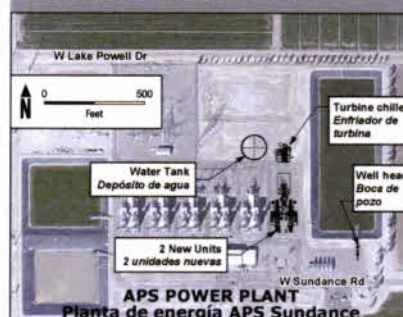 W Lake Powell Dr
N
0 500
Feet
Turbine chille
Enfriador de
turbina
Water Tank
Depósito de agua
Well head
Boca de
pozo
2 New Units
2 unidades nuevas
W Sundance Rd
APS POWER PLANT
Planta de energía APS Sundance